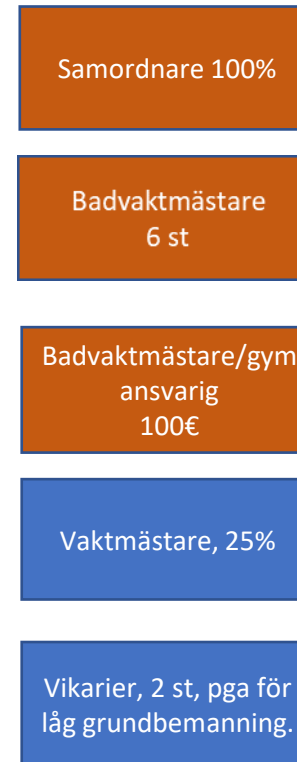 Samordnare 100%
Badvaktmästare
6 st
Badvaktmästare/gym
ansvarig
100€
Vaktmästare, 25%
Vikarier, 2 st, pga för
låg grundbemanning.